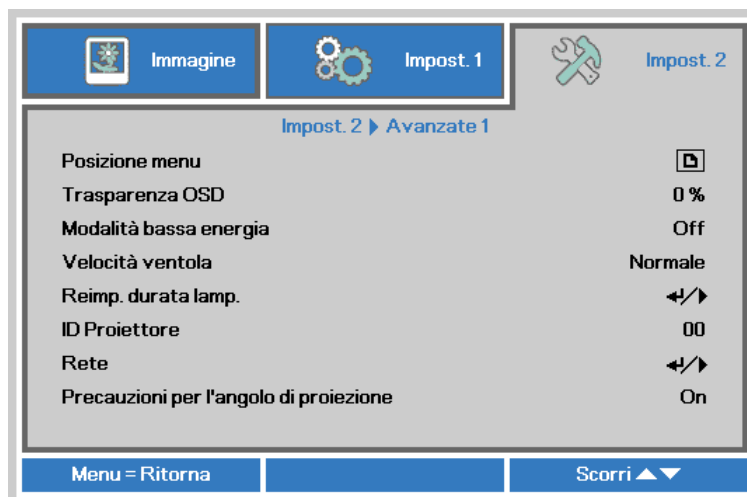 Immagine
Impost. 1
Impost. 2
Impost. 2 Avanzate 1
Posizione menu
Trasparenza OSD 0 %
Modalità bassa energia Off
Velocità ventola Normale
Reimp. durata lamp.
ID Proiettore 00
Rete
Precauzioni per l'angolo di proiezione On
Menu = Ritorna
Scorri